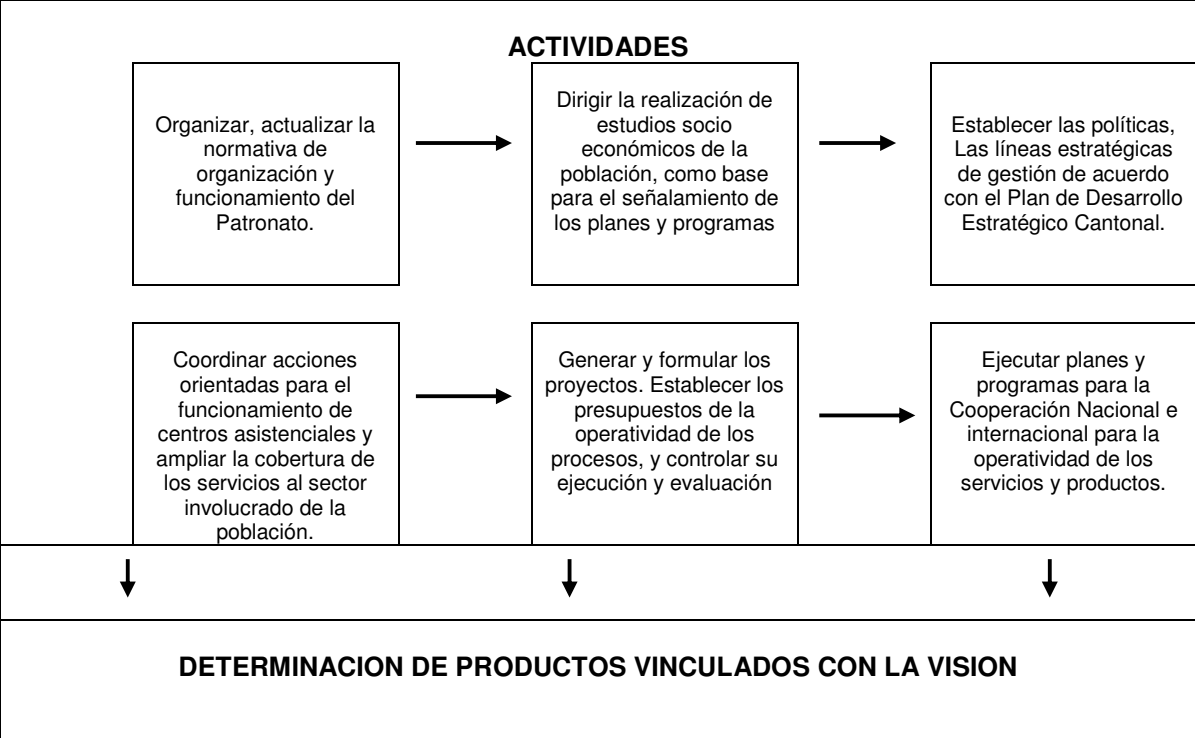 ACTIVIDADES
Organizar, actualizar la
normativa de
organización y
funcionamiento del
Patronato.
Dirigir la realización de
estudios socio
económicos de la
población, como base
para el señalamiento de
los planes y programas
Establecer las políticas,
Las líneas estratégicas
de gestión de acuerdo
con el Plan de Desarrollo
Estratégico Cantonal.
Coordinar acciones
orientadas para el
funcionamiento de
centros asistenciales y
ampliar la cobertura de
los servicios al sector
involucrado de la
población.
Generar y formular los
proyectos. Establecer los
presupuestos de la
operatividad de los
procesos, y controlar su
ejecución y evaluación
Ejecutar planes y
programas para la
Cooperación Nacional e
internacional para la
operatividad de los
servicios y productos.
DETERMINACION DE PRODUCTOS VINCULADOS CON LA VISION